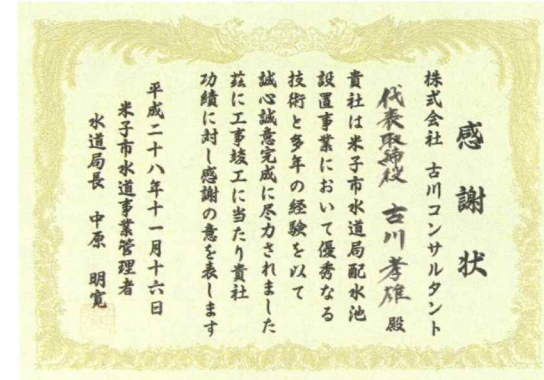 感謝状
株式会社 古川コンサルタント
代表取締役 古川孝雄 殿
貴社は米子市水道局配水池
設置事業において優秀なる
技術と多年の経験を以て
誠心誠意完成に尽力されました
茲に工事竣工に当たり貴社
功績に対し感謝の意を表します
平成二十八年十一月十六日
米子市水道事業管理者
水道局長 中原 明寛